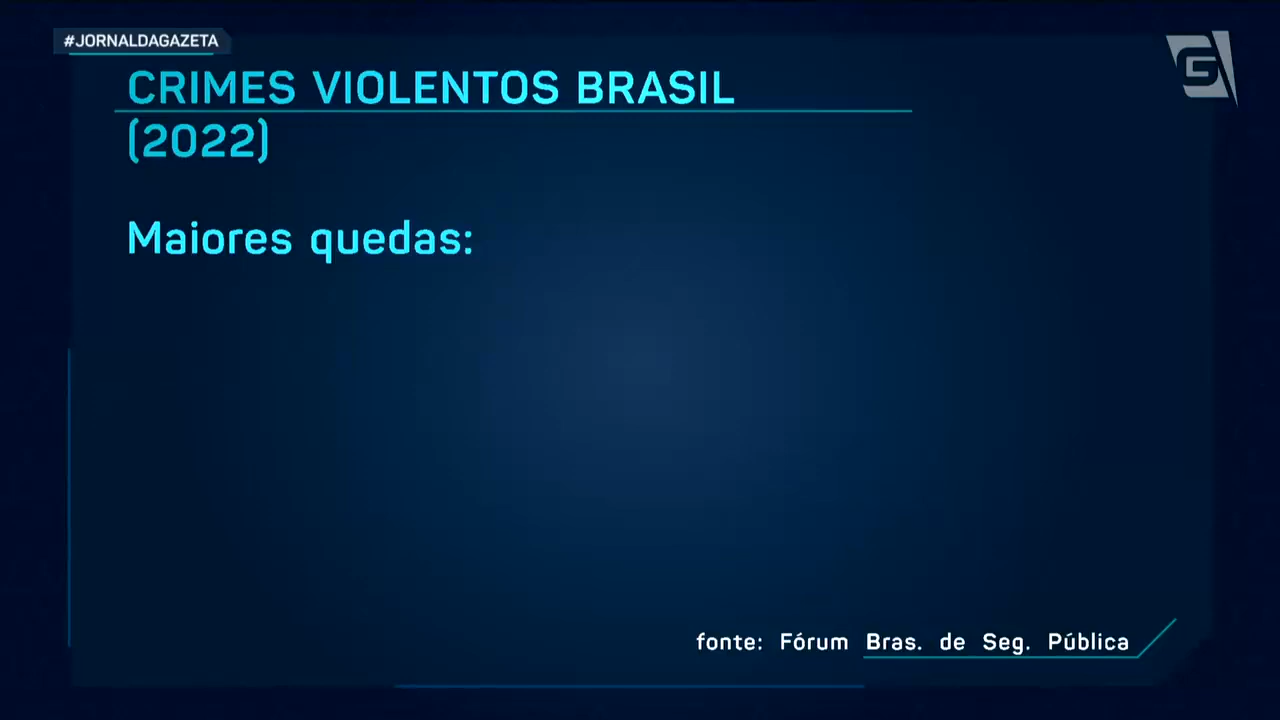 #JORNALDAGAZETA
CRIMES VIOLENTOS BRASIL
(2022)
Maiores quedas:
fonte: Fórum Bras. de Seg. Pública